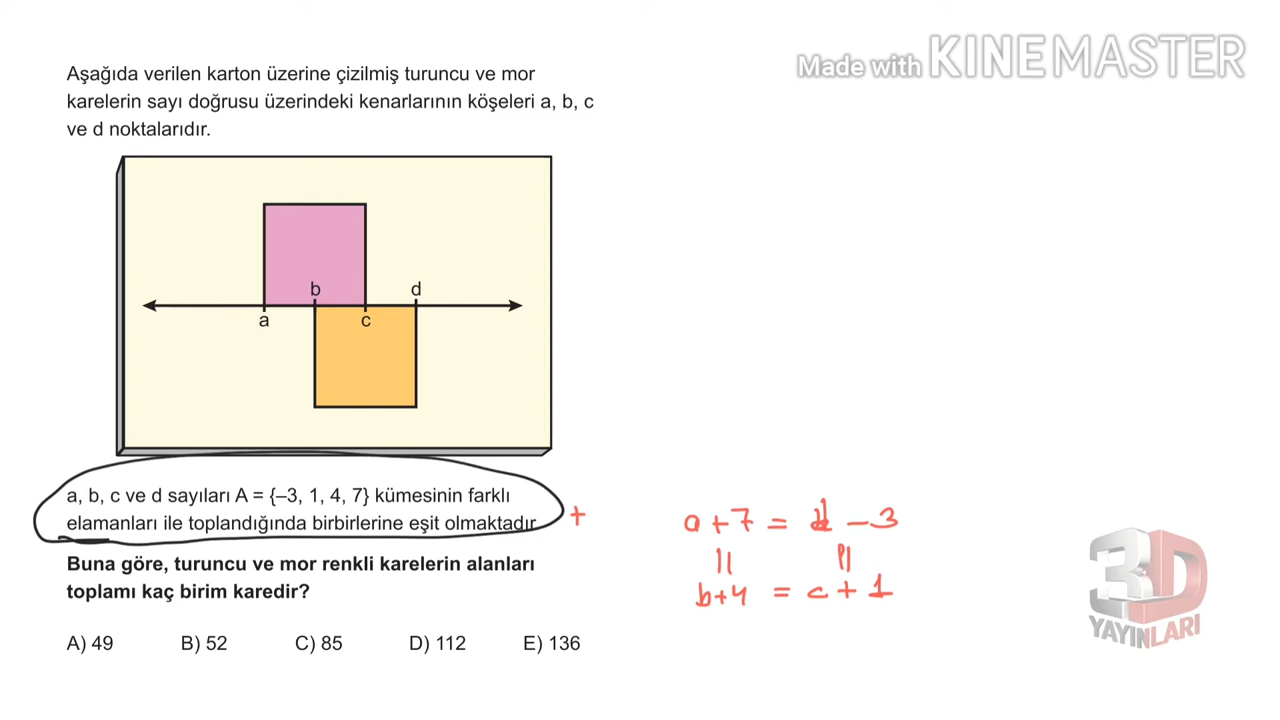 Made with KINEMASTER
Aşağıda verilen karton üzerine çizilmiş turuncu ve mor
karelerin sayı doğrusu üzerindeki kenarlarının köşeleri a, b, c
ve d noktalarıdır.
b
d
a
c
a, b, c ve d sayıları A = {–3, 1, 4, 7} kümesinin farklı
elamanları ile toplandığında birbirlerine eşit olmaktadır
+
Buna göre, turuncu ve mor renkli karelerin alanları
toplamı kaç birim karedir?
A) 49
B) 52
C) 85
D) 112
E) 136
a + 7 = d – 3
|| ||
b+4 = c + 1
3D
YAYINLARI